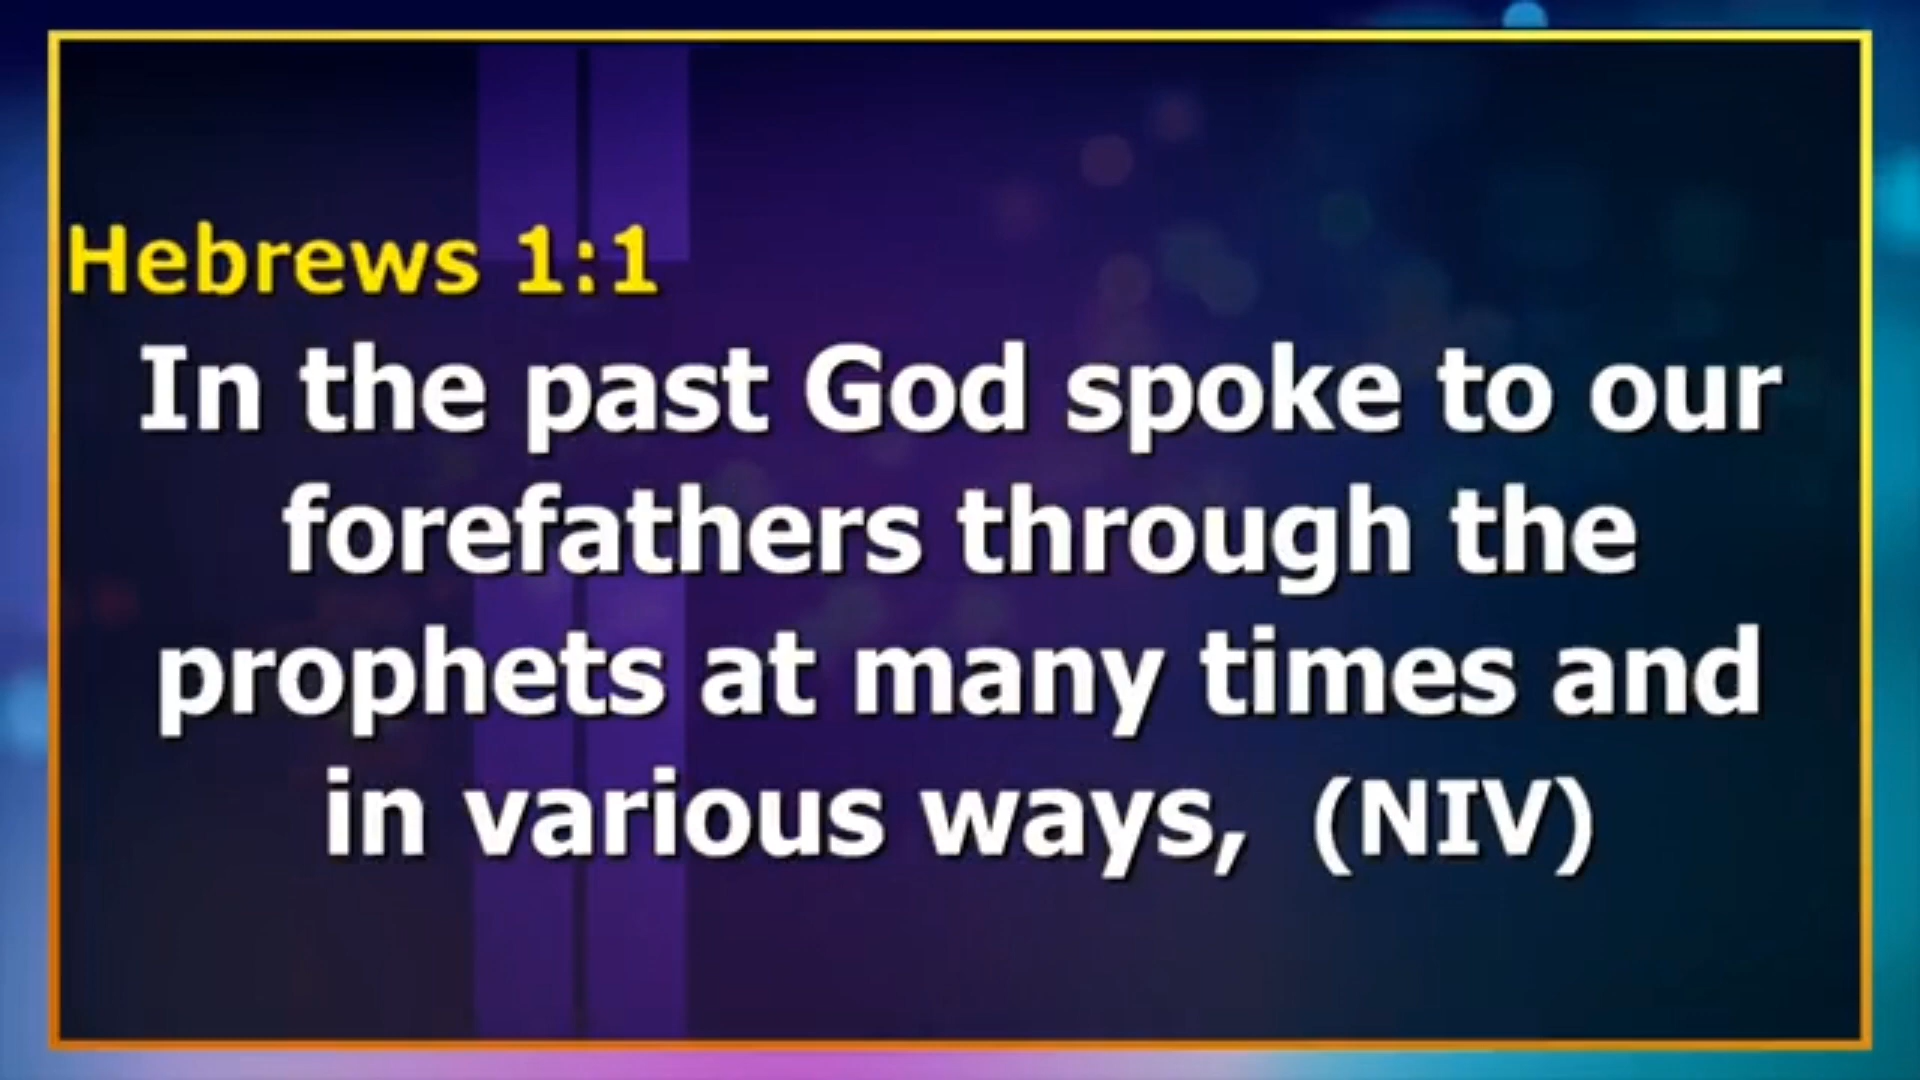 Hebrews 1:1
In the past God spoke to our
forefathers through the
prophets at many times and
in various ways, (NIV)